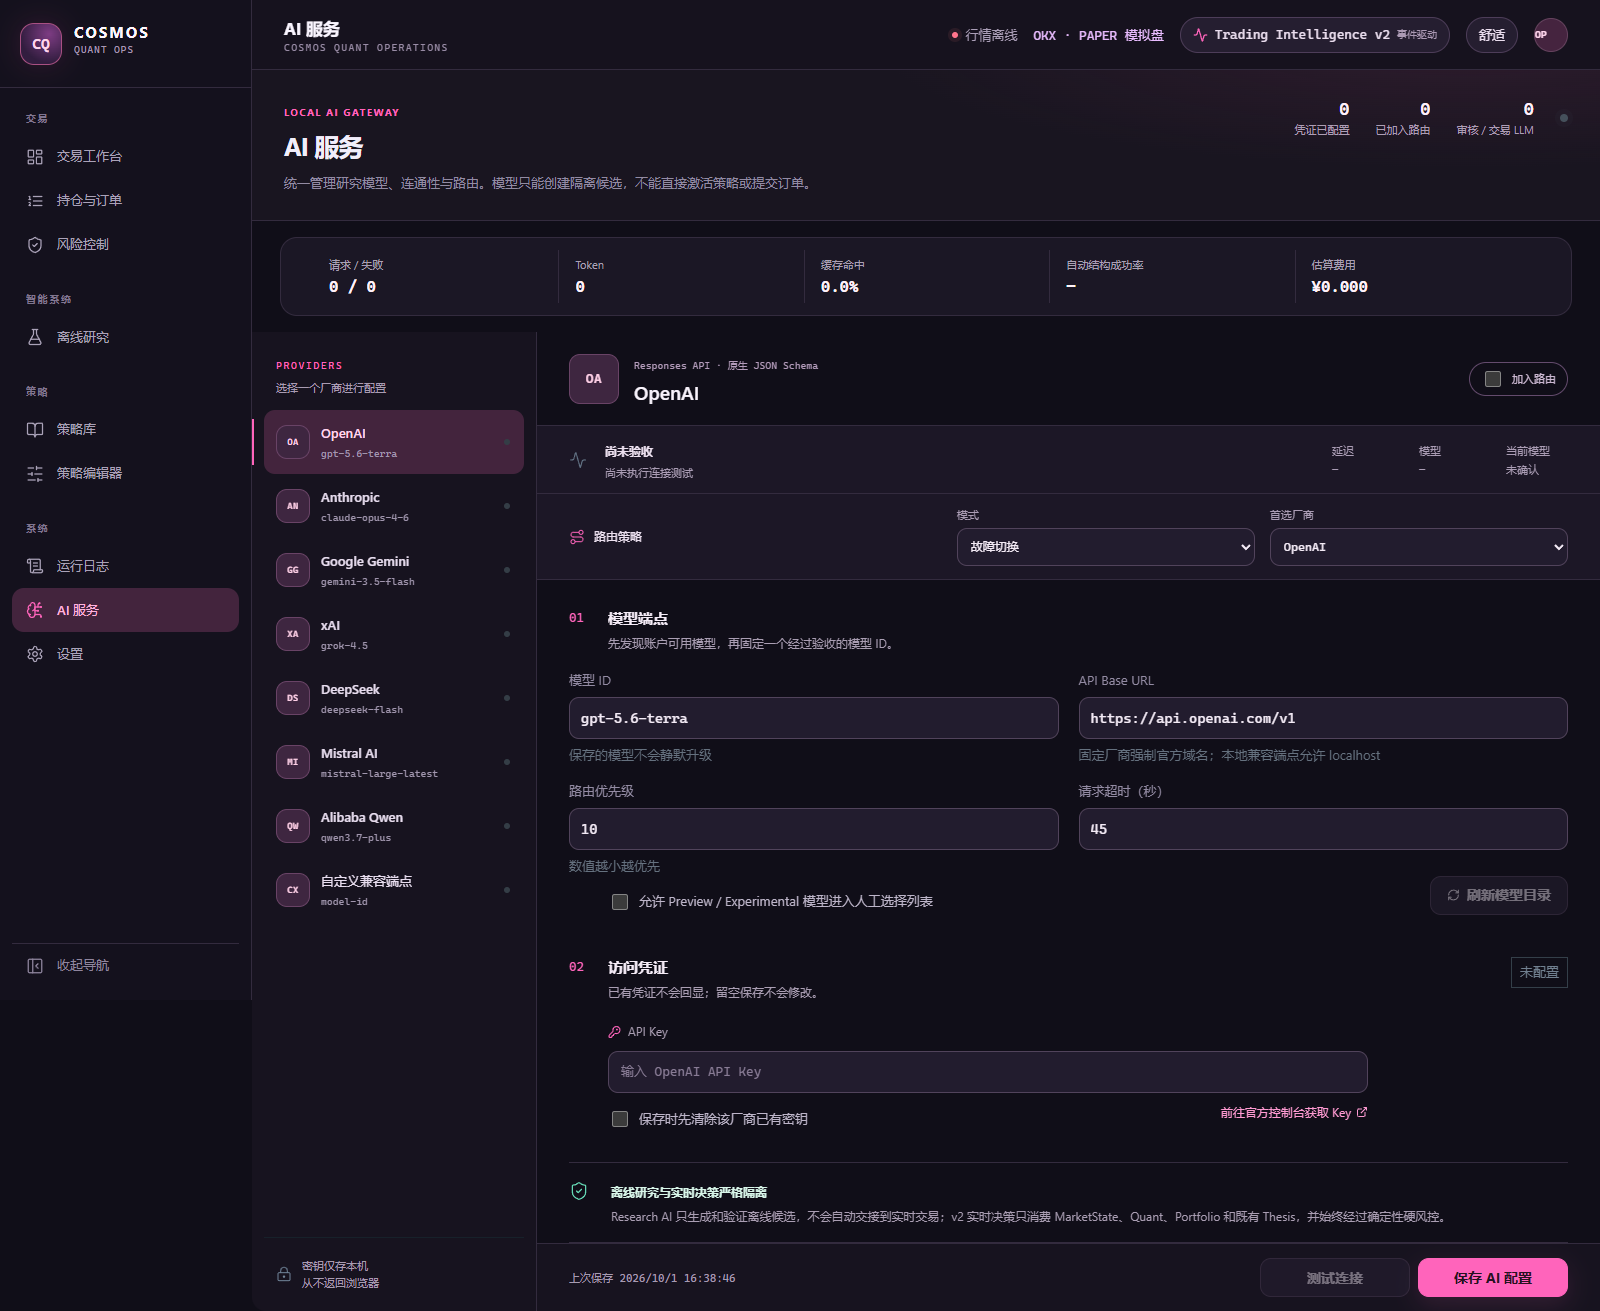 CQ
COSMOS
QUANT OPS
交易
交易工作台
持仓与订单
风险控制
智能系统
离线研究
策略
策略库
策略编辑器
系统
运行日志
AI 服务
设置
收起导航
AI 服务
COSMOS QUANT OPERATIONS
行情离线
OKX · PAPER 模拟盘
Trading Intelligence v2 事件驱动
舒适
OP
LOCAL AI GATEWAY
AI 服务
统一管理研究模型、连通性与路由。模型只能创建隔离候选，不能直接激活策略或提交订单。
0
凭证已配置
0
已加入路由
0
审核 / 交易 LLM
请求 / 失败
0 / 0
Token
0
缓存命中
0.0%
自动结构成功率
—
估算费用
¥0.000
PROVIDERS
选择一个厂商进行配置
OA
OpenAI
gpt-5.6-terra
AN
Anthropic
claude-opus-4-6
GG
Google Gemini
gemini-3.5-flash
XA
xAI
grok-4.5
DS
DeepSeek
deepseek-flash
MI
Mistral AI
mistral-large-latest
QW
Alibaba Qwen
qwen3.7-plus
CX
自定义兼容端点
model-id
密钥仅存本机
从不返回浏览器
OA
Responses API · 原生 JSON Schema
OpenAI
加入路由
尚未验收
尚未执行连接测试
延迟
—
模型
—
当前模型
未确认
路由策略
模式
故障切换
首选厂商
OpenAI
01
模型端点
先发现账户可用模型，再固定一个经过验收的模型 ID。
模型 ID
gpt-5.6-terra
保存的模型不会静默升级
API Base URL
https://api.openai.com/v1
固定厂商强制官方域名；本地兼容端点允许 localhost
路由优先级
10
数值越小越优先
请求超时（秒）
45
允许 Preview / Experimental 模型进入人工选择列表
刷新模型目录
02
访问凭证
已有凭证不会回显；留空保存不会修改。
未配置
API Key
输入 OpenAI API Key
保存时先清除该厂商已有密钥
前往官方控制台获取 Key
离线研究与实时决策严格隔离
Research AI 只生成和验证离线候选，不会自动交接到实时交易；v2 实时决策只消费 MarketState、Quant、Portfolio 和既有 Thesis，并始终经过确定性硬风控。
上次保存 2026/10/1 16:38:46
测试连接
保存 AI 配置